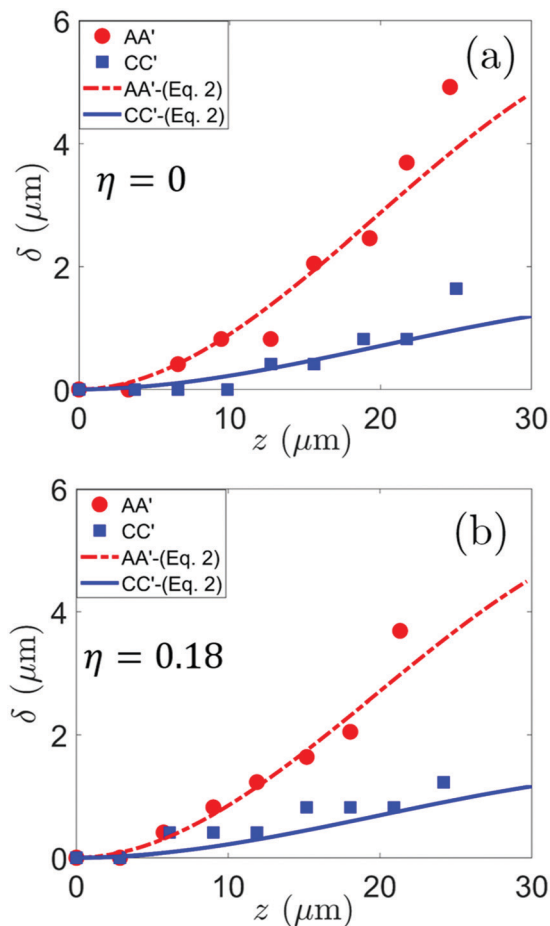 6
4
2
0
δ (μm)
AA'
CC'
AA'-(Eq. 2)
CC'-(Eq. 2)
(a)
η = 0
0 10 20 30
z (μm)
6
4
2
0
δ (μm)
AA'
CC'
AA'-(Eq. 2)
CC'-(Eq. 2)
(b)
η = 0.18
0 10 20 30
z (μm)